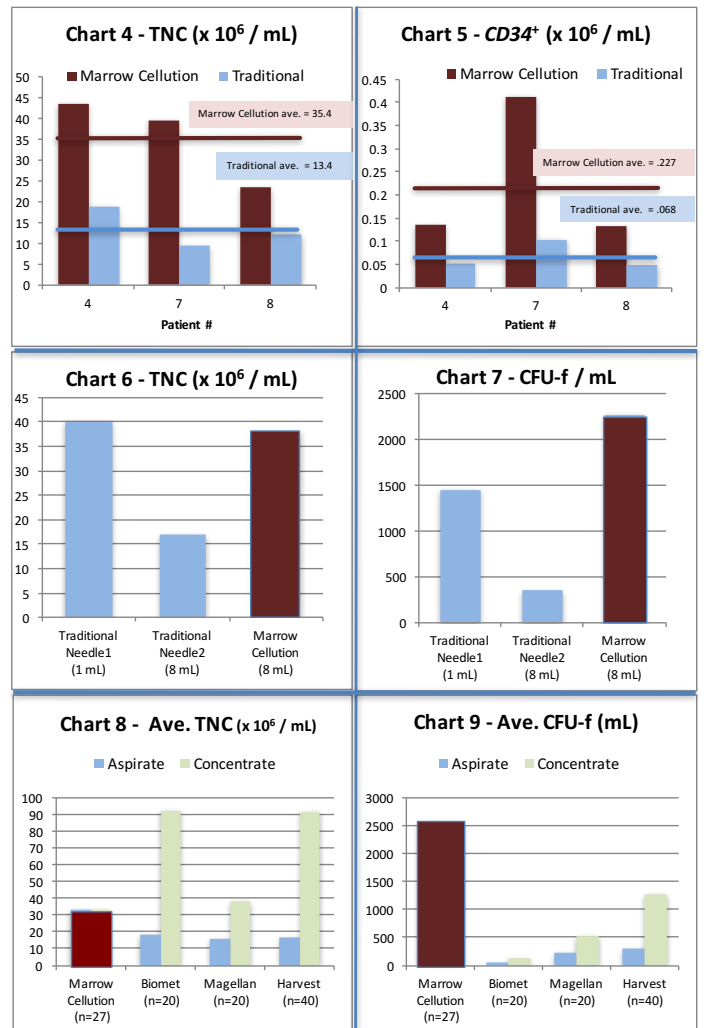 Chart 4 - TNC (x 10⁶ / mL)
Marrow Cellution Traditional
50
45
40
35
30
25
20
15
10
5
0
Marrow Cellution ave. = 35.4
Traditional ave. = 13.4
4 7 8
Patient #
Chart 5 - CD34⁺ (x 10⁶ / mL)
Marrow Cellution Traditional
0.45
0.4
0.35
0.3
0.25
0.2
0.15
0.1
0.05
0
Marrow Cellution ave. = .227
Traditional ave. = .068
4 7 8
Patient #
Chart 6 - TNC (x 10⁶ / mL)
45
40
35
30
25
20
15
10
5
0
Traditional Traditional Marrow
Needle1 Needle2 Cellution
(1 mL) (8 mL) (8 mL)
Chart 7 - CFU-f / mL
2500
2000
1500
1000
500
0
Traditional Traditional Marrow
Needle1 Needle2 Cellution
(1 mL) (8 mL) (8 mL)
Chart 8 - Ave. TNC (x 10⁶ / mL)
Aspirate Concentrate
100
90
80
70
60
50
40
30
20
10
0
Marrow Biomet Magellan Harvest
Cellution (n=20) (n=20) (n=40)
(n=27)
Chart 9 - Ave. CFU-f (mL)
Aspirate Concentrate
3000
2500
2000
1500
1000
500
0
Marrow Biomet Magellan Harvest
Cellution (n=20) (n=20) (n=40)
(n=27)